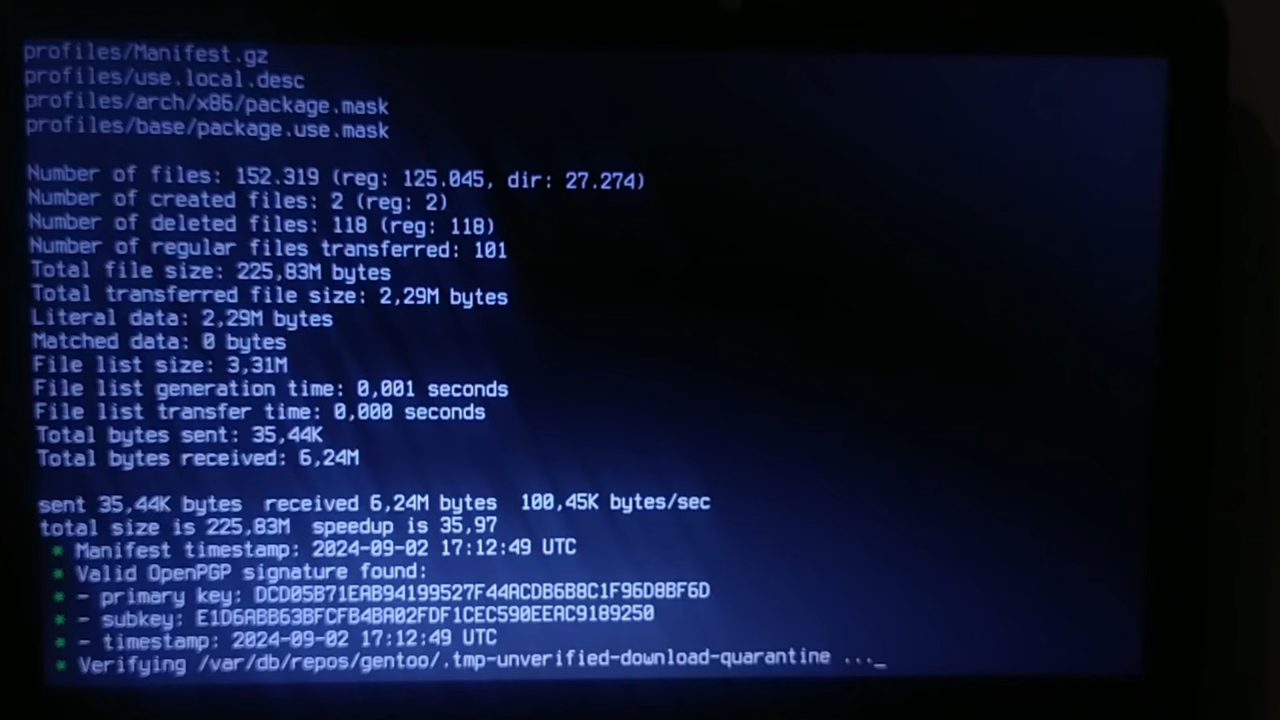 profiles/Manifest.gz
profiles/use.local.desc
profiles/arch/x86/package.mask
profiles/base/package.use.mask
Number of files: 152.319 (reg: 125.045, dir: 27.274)
Number of created files: 2 (reg: 2)
Number of deleted files: 118 (reg: 118)
Number of regular files transferred: 101
Total file size: 225,83M bytes
Total transferred file size: 2,29M bytes
Literal data: 2,29M bytes
Matched data: 0 bytes
File list size: 3,31M
File list generation time: 0,001 seconds
File list transfer time: 0,000 seconds
Total bytes sent: 35,44K
Total bytes received: 6,24M
sent 35,44K bytes  received 6,24M bytes  100,45K bytes/sec
total size is 225,83M  speedup is 35,97
* Manifest timestamp: 2024-09-02 17:12:49 UTC
* Valid OpenPGP signature found:
* - primary key: DCD05B71EAB94199527F44ACDB6B8C1F96D8BF6D
* - subkey: E1D6ABB63BFCFB4BA02FDF1CEC590EEAC9189250
* - timestamp: 2024-09-02 17:12:49 UTC
* Verifying /var/db/repos/gentoo/.tmp-unverified-download-quarantine ..._